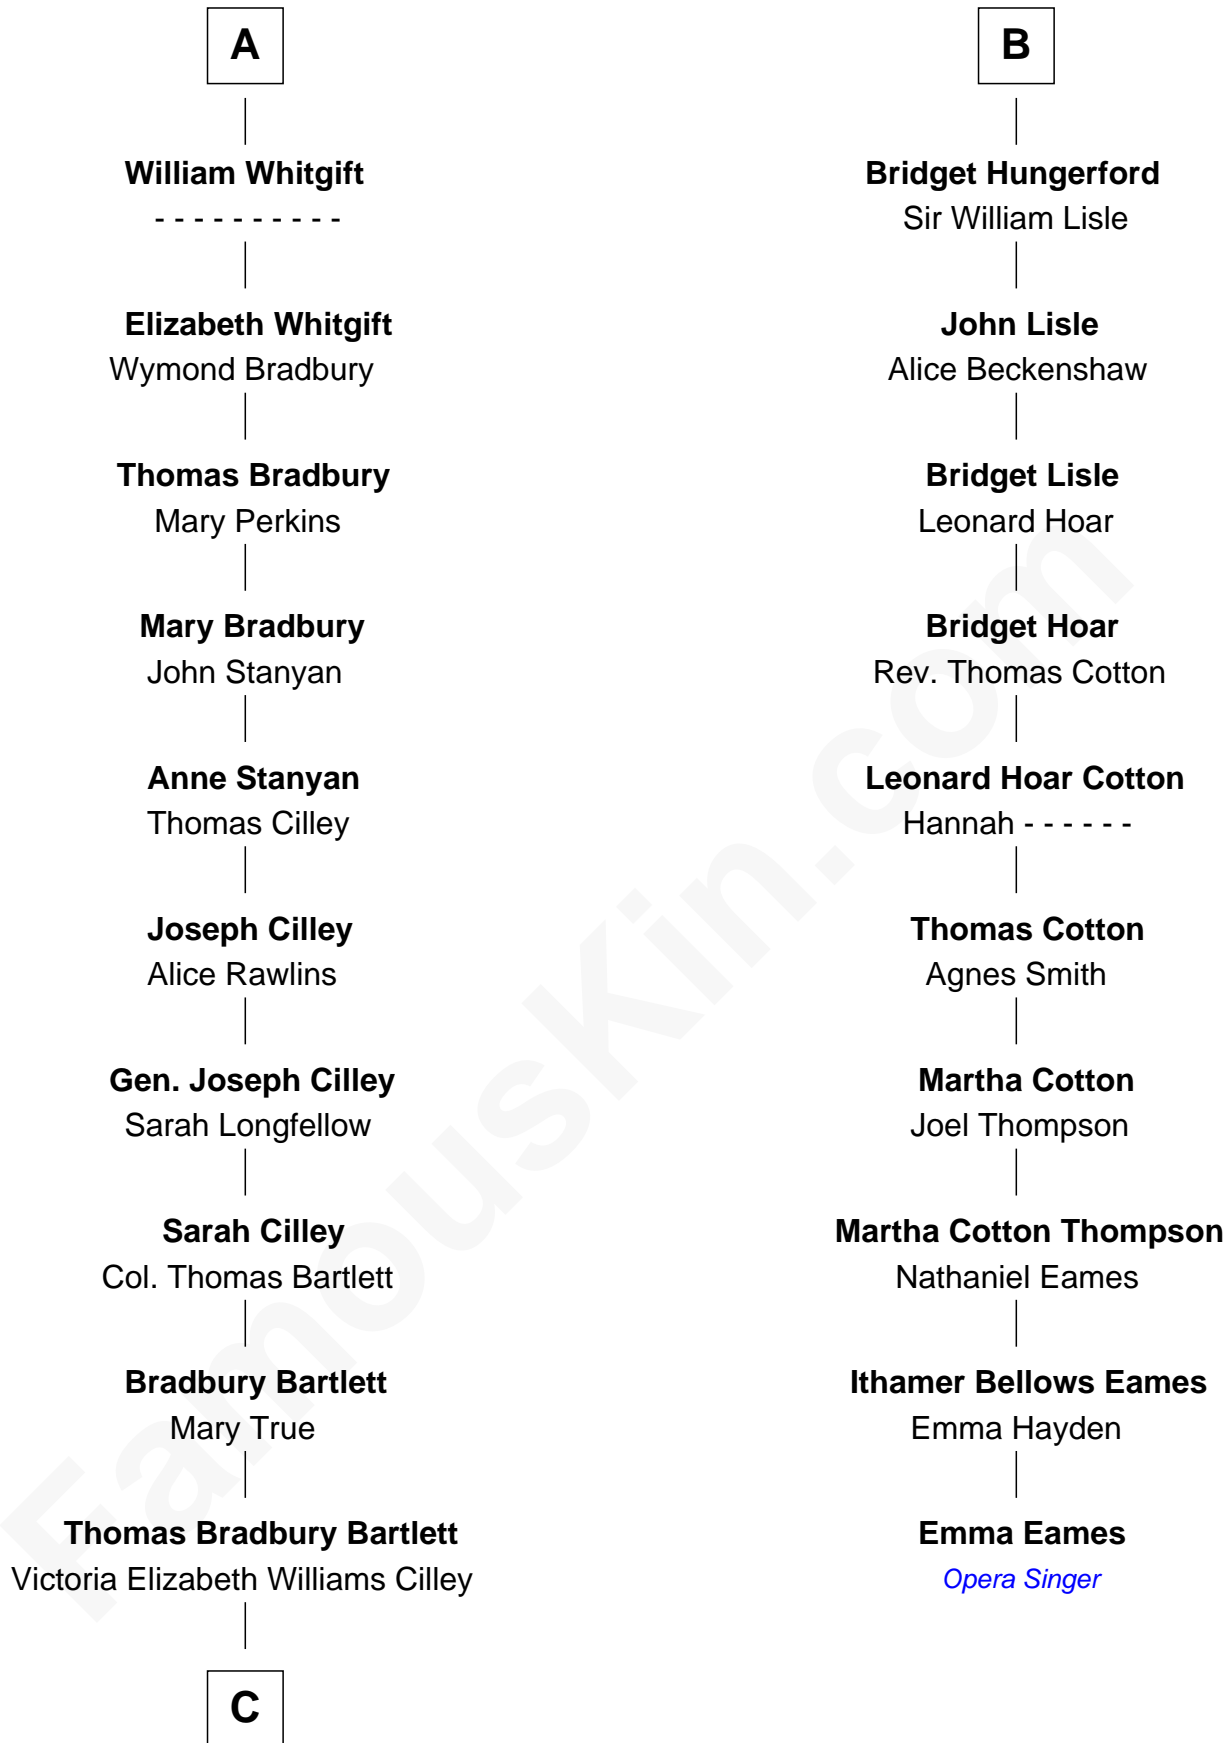 A
William Whitgift
- - - - - - - - - -
Elizabeth Whitgift
Wymond Bradbury
Thomas Bradbury
Mary Perkins
Mary Bradbury
John Stanyan
Anne Stanyan
Thomas Cilley
Joseph Cilley
Alice Rawlins
Gen. Joseph Cilley
Sarah Longfellow
Sarah Cilley
Col. Thomas Bartlett
Bradbury Bartlett
Mary True
Thomas Bradbury Bartlett
Victoria Elizabeth Williams Cilley
C
B
Bridget Hungerford
Sir William Lisle
John Lisle
Alice Beckenshaw
Bridget Lisle
Leonard Hoar
Bridget Hoar
Rev. Thomas Cotton
Leonard Hoar Cotton
Hannah - - - - - -
Thomas Cotton
Agnes Smith
Martha Cotton
Joel Thompson
Martha Cotton Thompson
Nathaniel Eames
Ithamer Bellows Eames
Emma Hayden
Emma Eames
Opera Singer
FamousKin.com